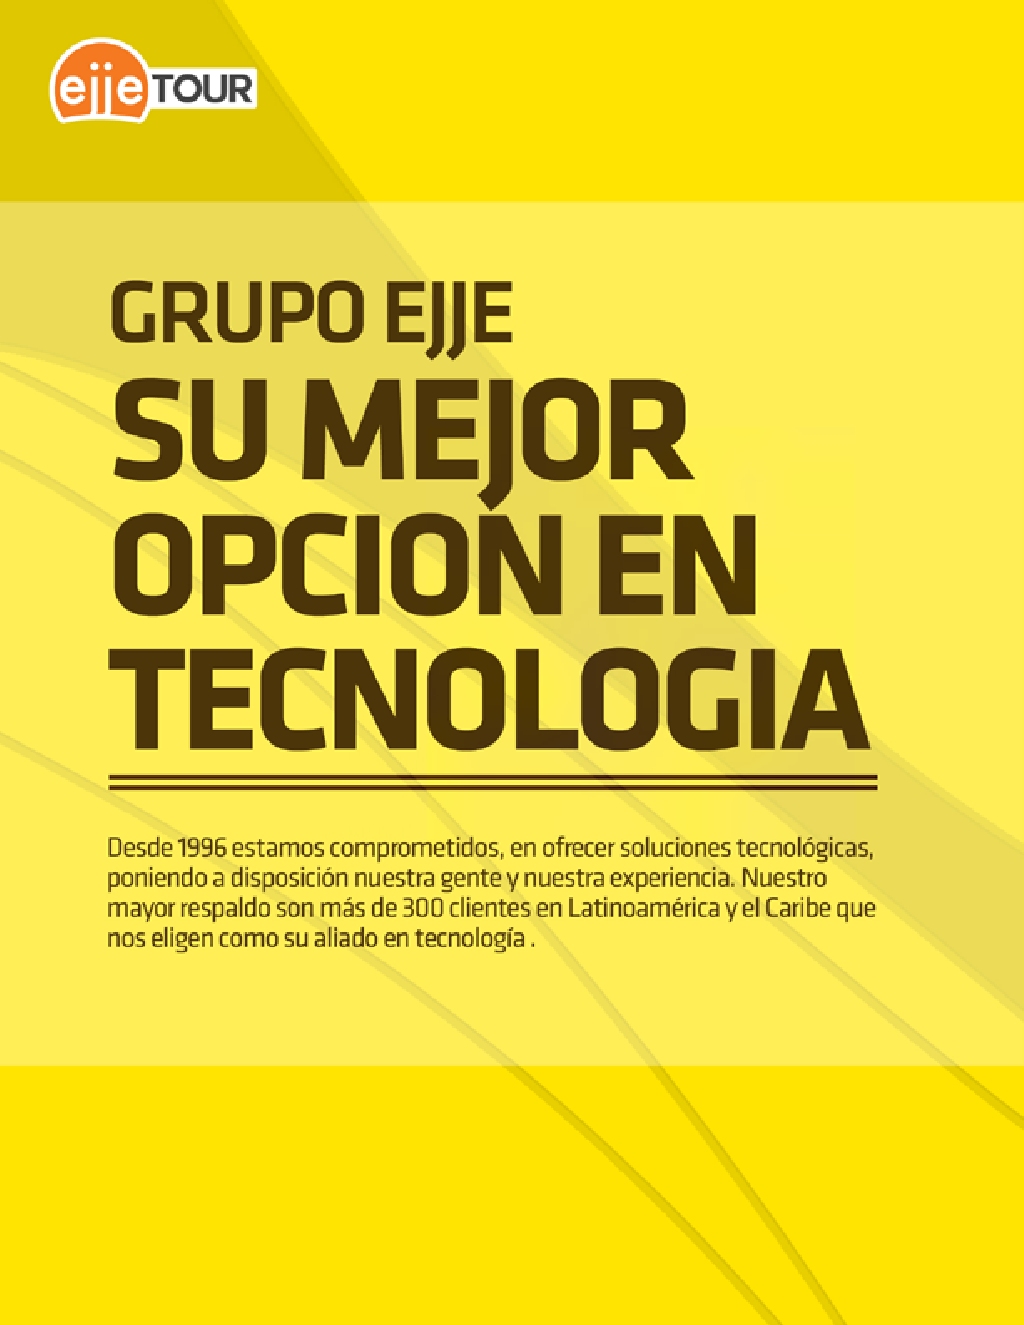 ejje TOUR
GRUPO EJJE
SU MEJOR
OPCION EN
TECNOLOGIA
Desde 1996 estamos comprometidos, en ofrecer soluciones tecnológicas,
poniendo a disposición nuestra gente y nuestra experiencia. Nuestro
mayor respaldo son más de 300 clientes en Latinoamérica y el Caribe que
nos eligen como su aliado en tecnología .